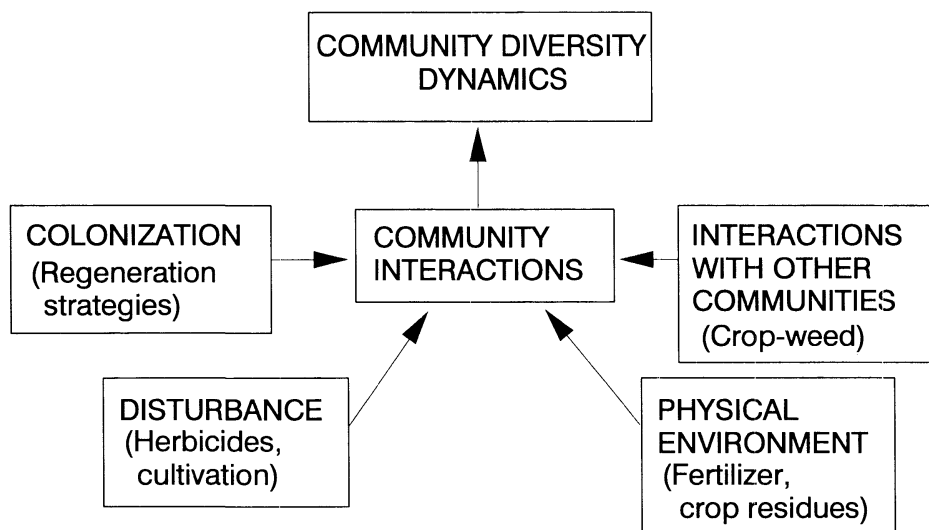 COMMUNITY DIVERSITY
DYNAMICS
COLONIZATION
(Regeneration
strategies)
COMMUNITY
INTERACTIONS
INTERACTIONS
WITH OTHER
COMMUNITIES
(Crop-weed)
DISTURBANCE
(Herbicides,
cultivation)
PHYSICAL
ENVIRONMENT
(Fertilizer,
crop residues)